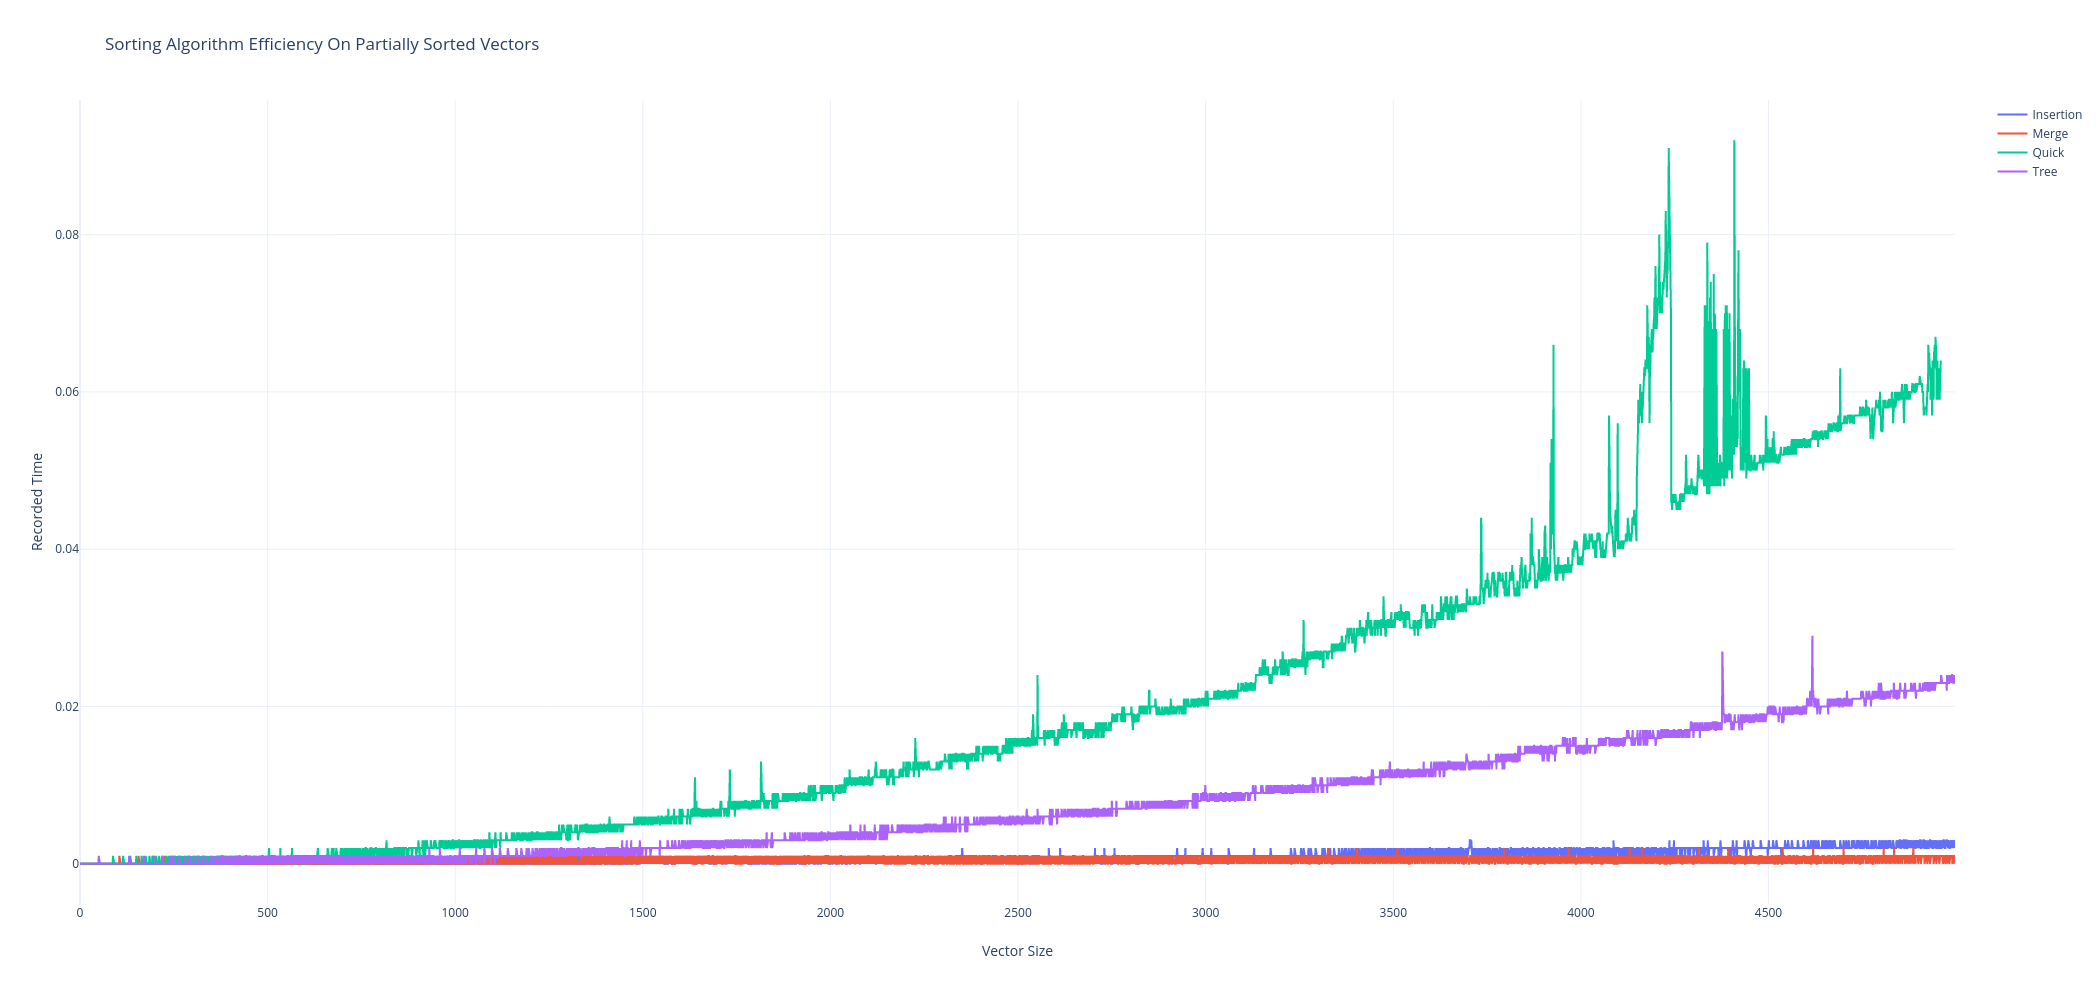 Sorting Algorithm Efficiency On Partially Sorted Vectors
Insertion
Merge
Quick
Tree
Recorded Time
0.08
0.06
0.04
0.02
0
0 500 1000 1500 2000 2500 3000 3500 4000 4500
Vector Size